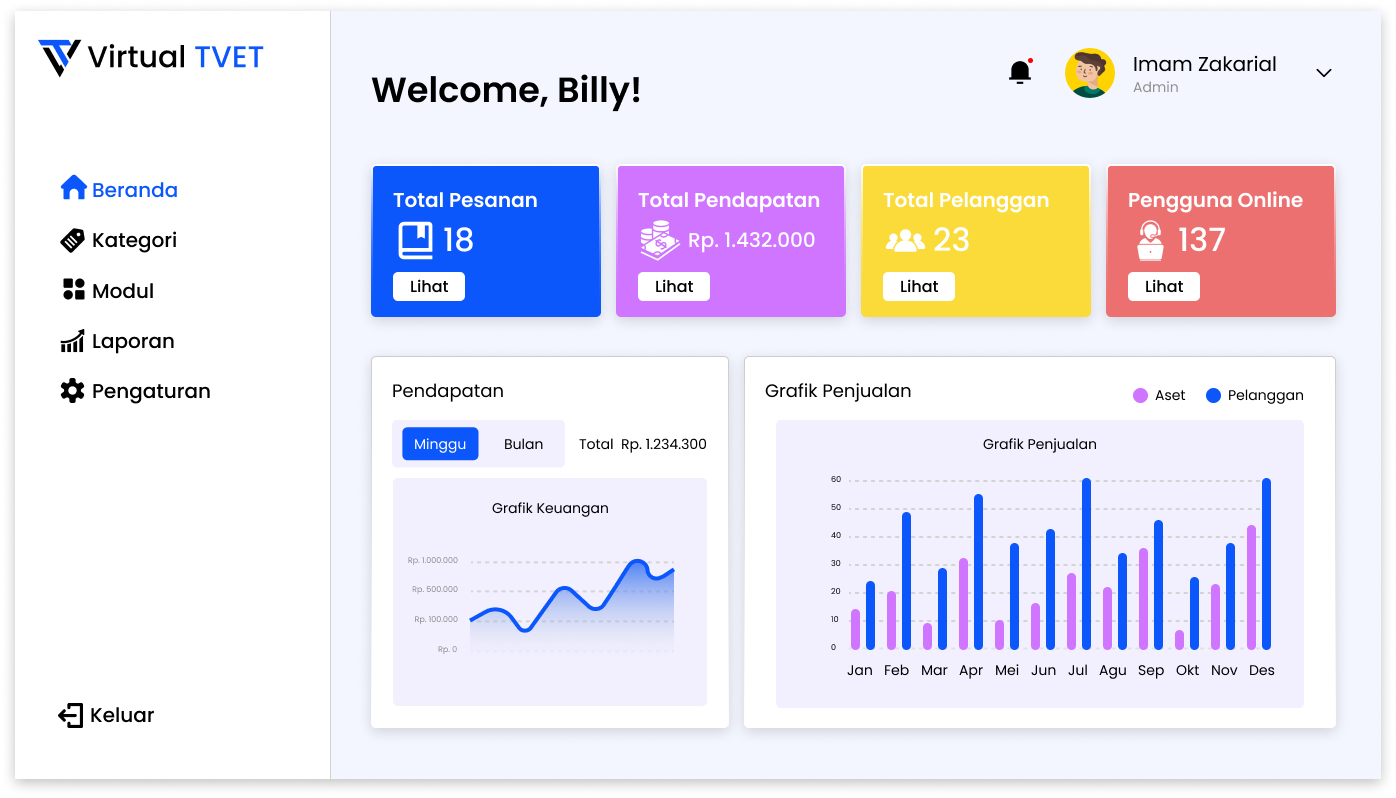 Virtual TVET
Beranda
Kategori
Modul
Laporan
Pengaturan
Keluar
Welcome, Billy!
Imam Zakarial
Admin
Total Pesanan
18
Lihat
Total Pendapatan
Rp. 1.432.000
Lihat
Total Pelanggan
23
Lihat
Pengguna Online
137
Lihat
Pendapatan
Minggu Bulan Total Rp. 1.234.300
Grafik Keuangan
Rp. 1.000.000
Rp. 500.000
Rp. 100.000
Rp. 0
Grafik Penjualan
Aset Pelanggan
Grafik Penjualan
60
50
40
30
20
10
0
Jan Feb Mar Apr Mei Jun Jul Agu Sep Okt Nov Des